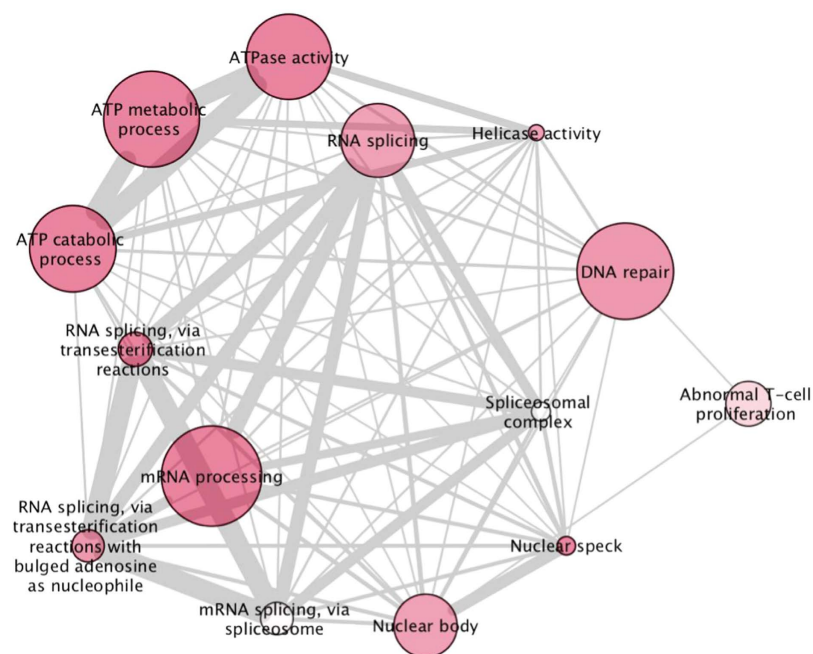 ATPase activity
ATP metabolic
process
RNA splicing
Helicase activity
ATP catabolic
process
DNA repair
RNA splicing, via
transesterification
reactions
Abnormal T-cell
proliferation
Spliceosomal
complex
mRNA processing
RNA splicing, via
transesterification
reactions with
bulged adenosine
as nucleophile
Nuclear speck
mRNA splicing, via
spliceosome
Nuclear body